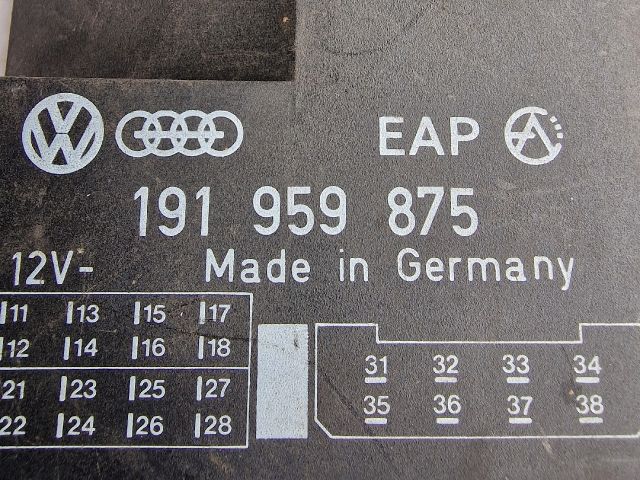 EAP
191 959 875
12V-
Made in Germany
11 13 15 17
12 14 16 18
21 23 25 27
22 24 26 28
31 32 33 34
35 36 37 38